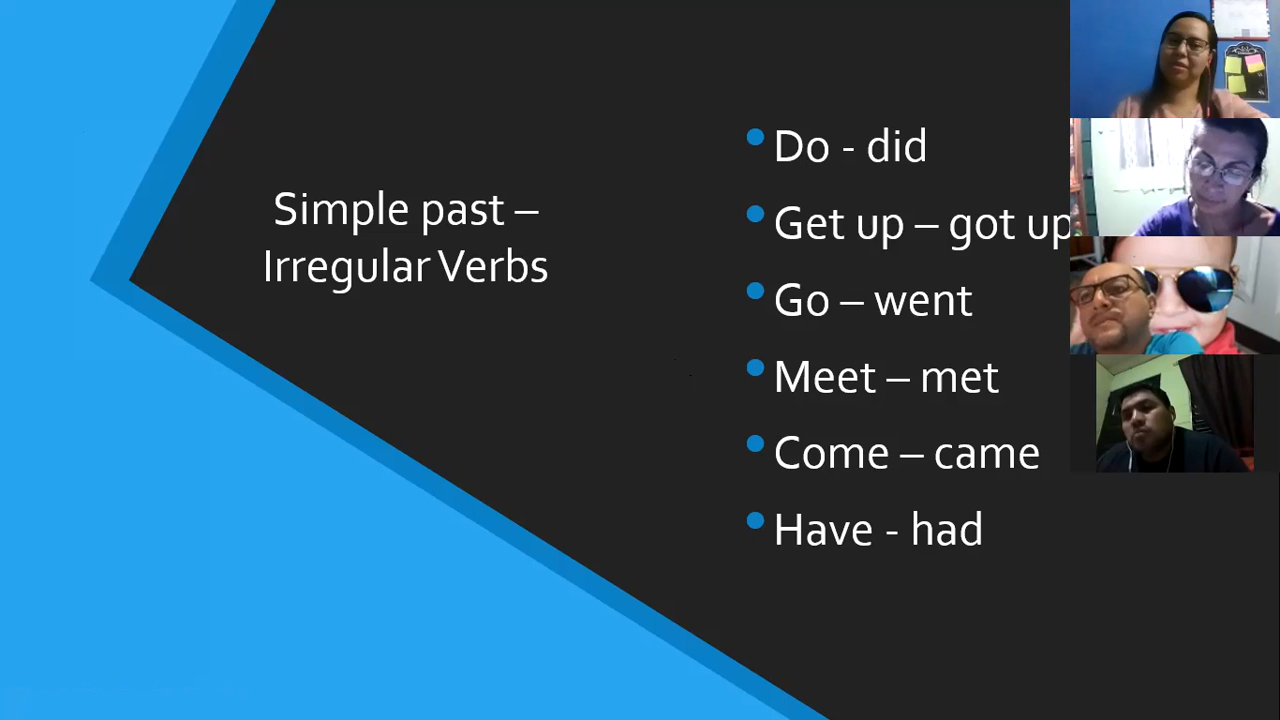 Simple past –
Irregular Verbs
Do - did
Get up – got up
Go – went
Meet – met
Come – came
Have - had